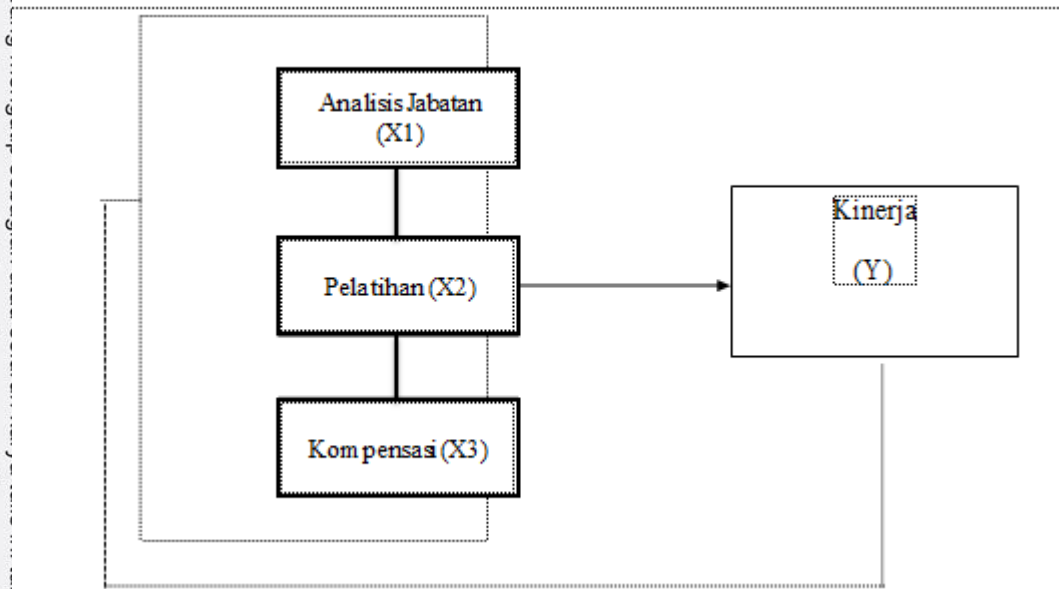 Analisis Jabatan
(X1)
Kinerja
(Y)
Pelatihan (X2)
Kompensasi (X3)